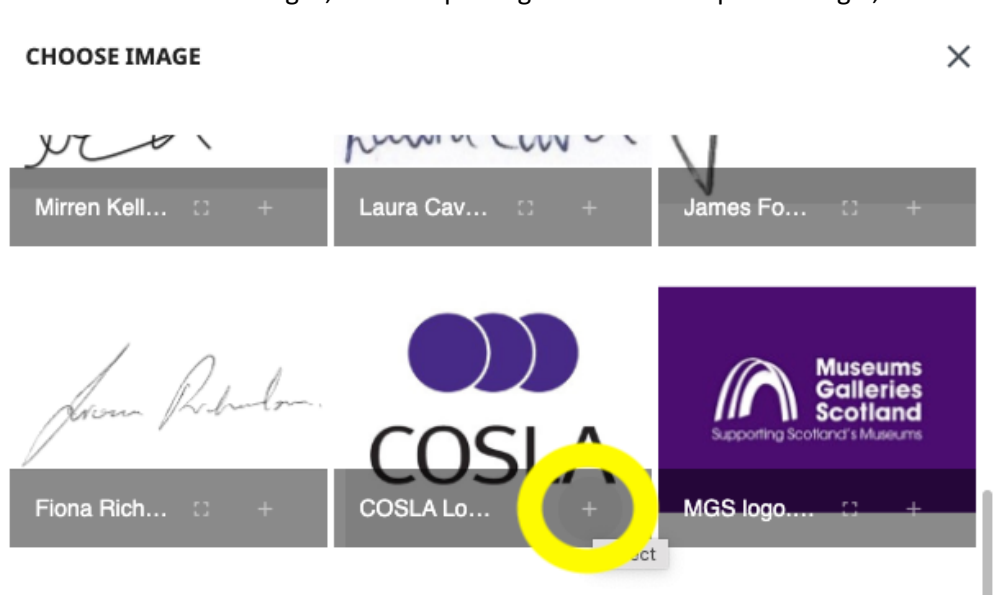 CHOOSE IMAGE
Mirren Kell...
Laura Cav...
James Fo...
COSLA
Museums
Galleries
Scotland
Supporting Scotland's Museums
Fiona Rich...
COSLA Lo...
MGS logo....